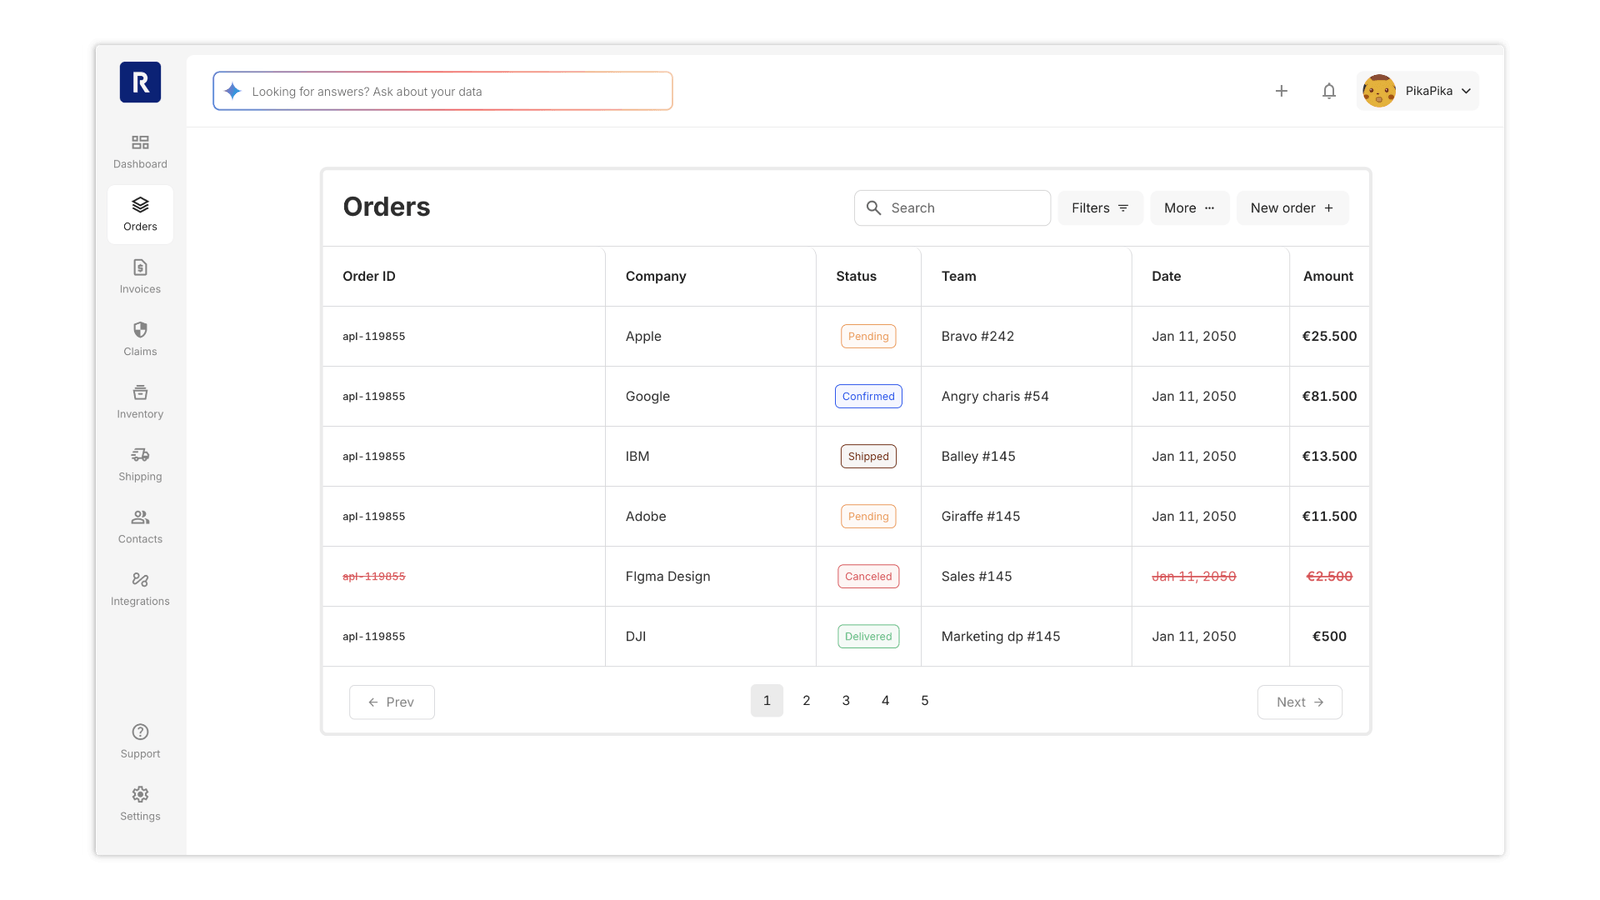 R
Looking for answers? Ask about your data
PikaPika
Dashboard
Orders
Invoices
Claims
Inventory
Shipping
Contacts
Integrations
Support
Settings
Orders
Search
Filters
More
New order
Order ID Company Status Team Date Amount
apl-119855 Apple Pending Bravo #242 Jan 11, 2050 €25.500
apl-119855 Google Confirmed Angry charis #54 Jan 11, 2050 €81.500
apl-119855 IBM Shipped Balley #145 Jan 11, 2050 €13.500
apl-119855 Adobe Pending Giraffe #145 Jan 11, 2050 €11.500
apl-119855 FIgma Design Canceled Sales #145 Jan 11, 2050 €2.500
apl-119855 DJI Delivered Marketing dp #145 Jan 11, 2050 €500
Prev 1 2 3 4 5 Next